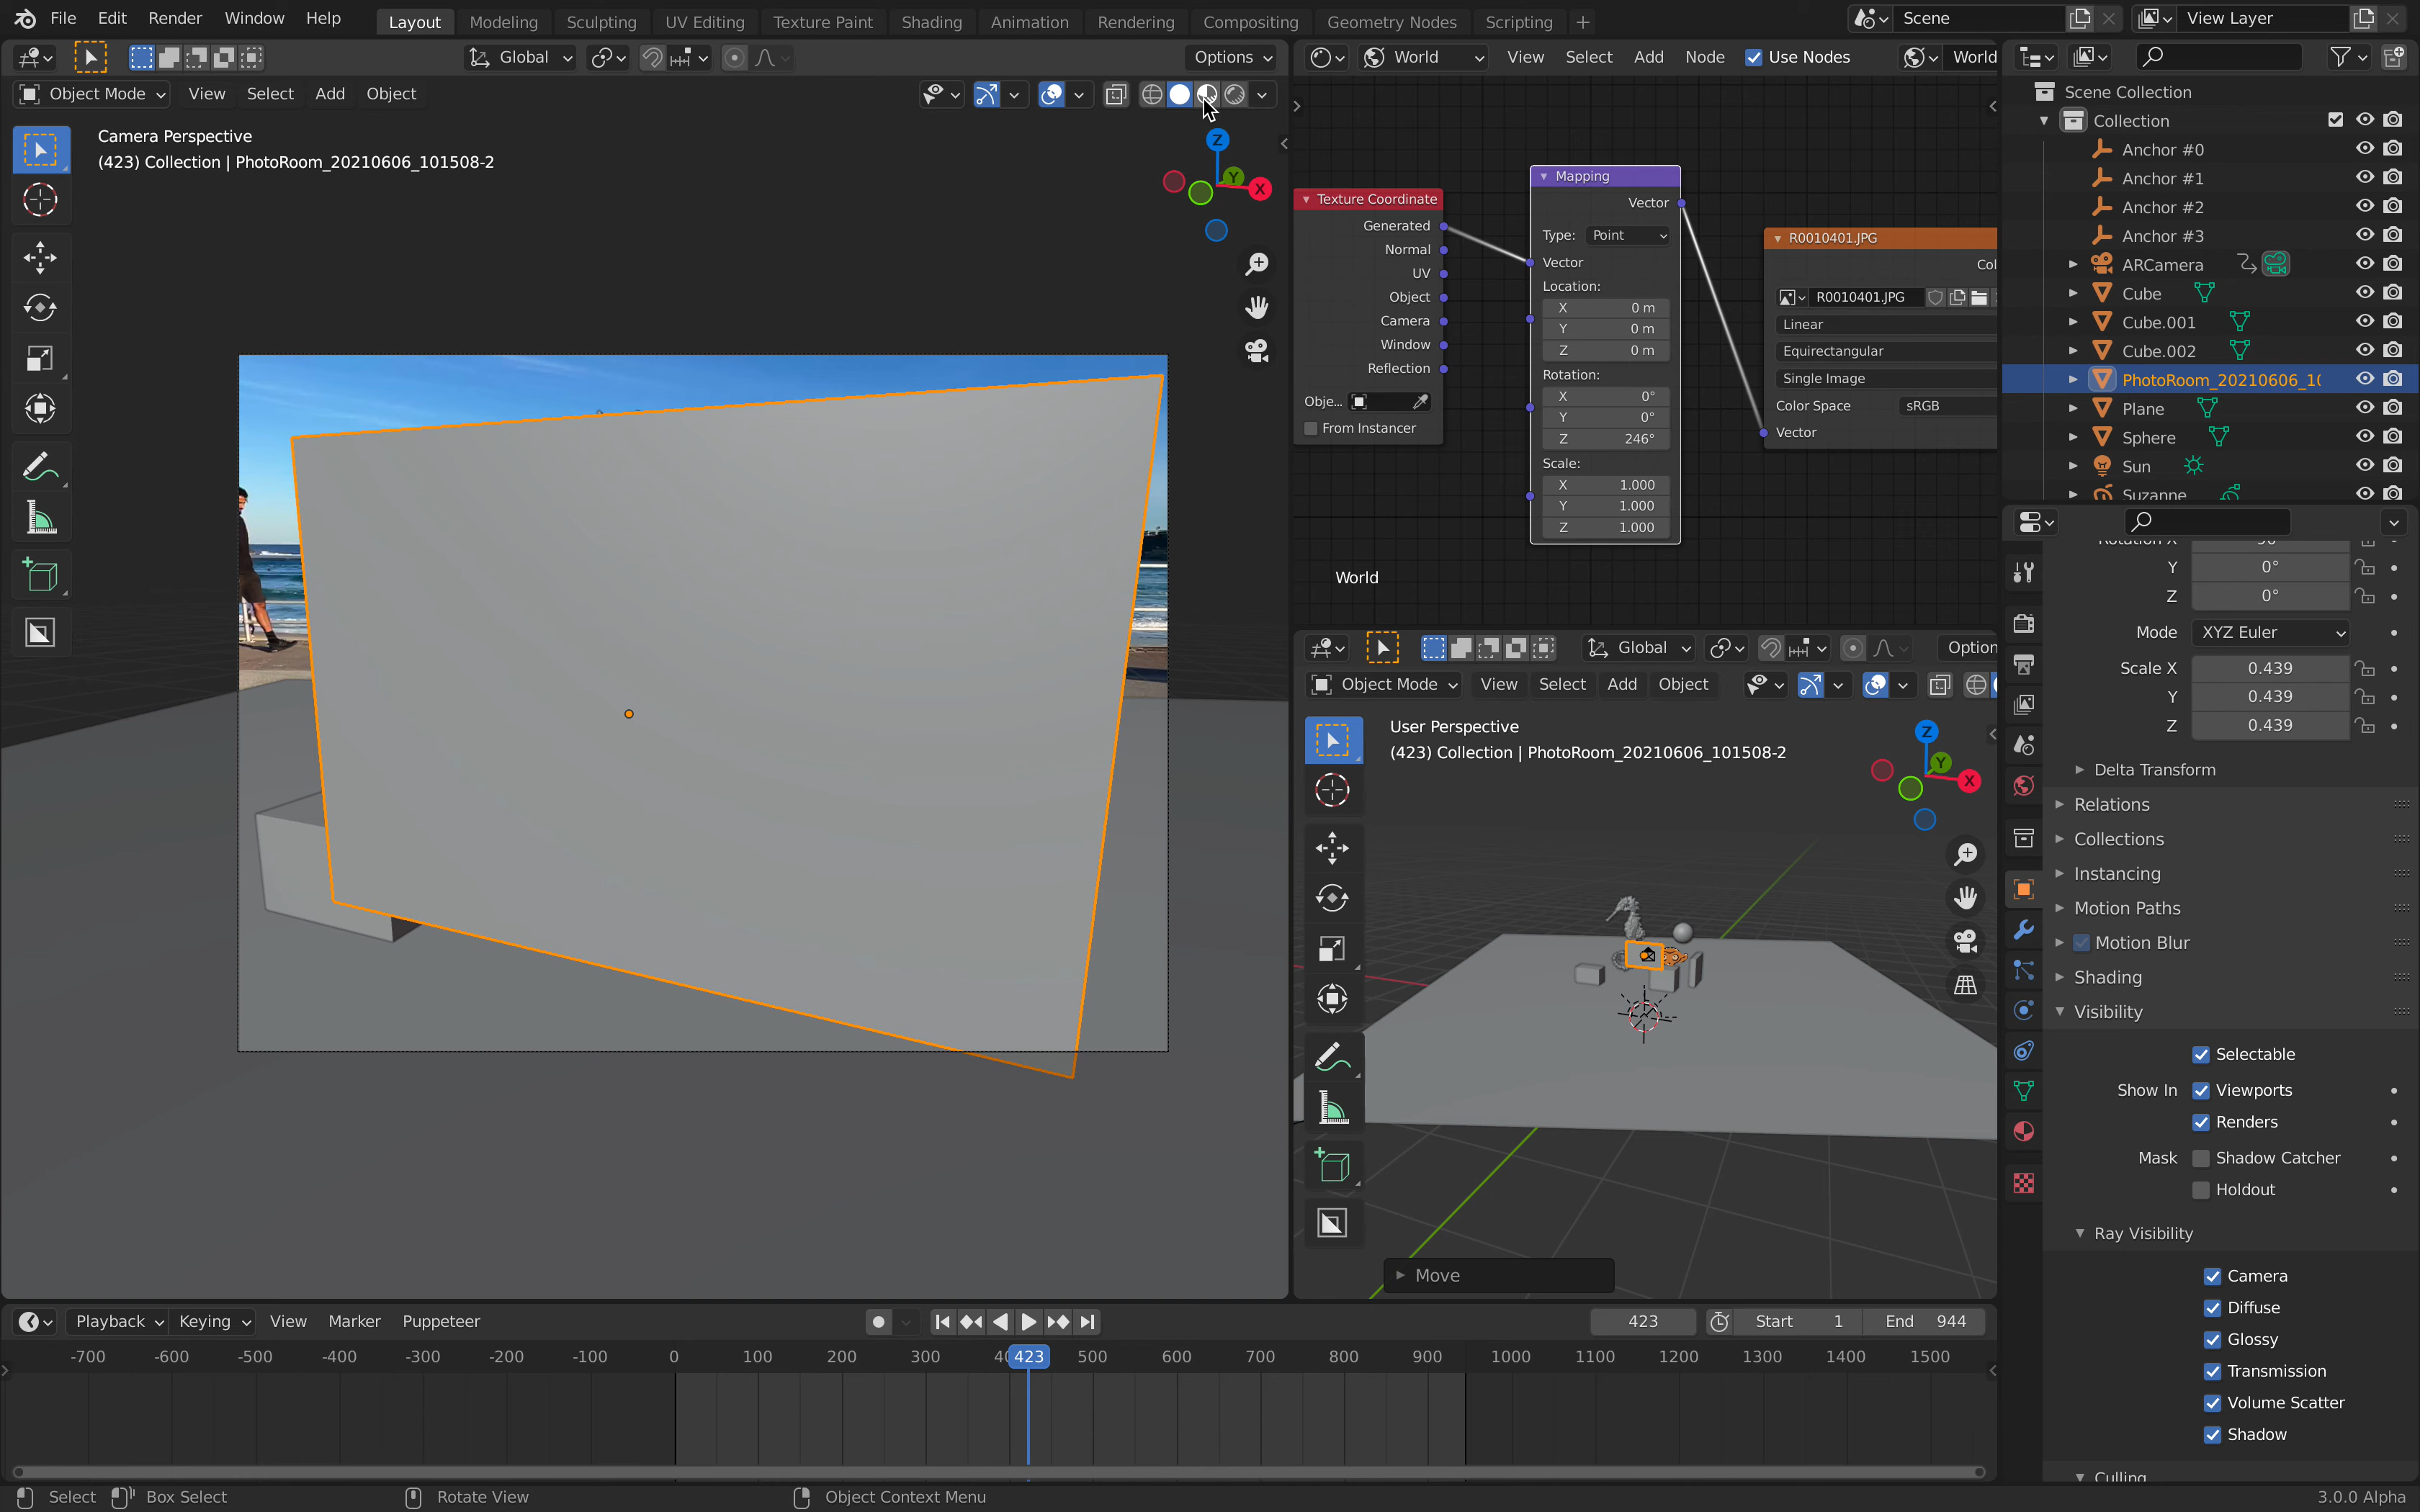 File Edit Render Window Help Layout Modeling Sculpting UV Editing Texture Paint Shading Animation Rendering Compositing Geometry Nodes Scripting + Scene View Layer
Global Options
Object Mode View Select Add Object
Camera Perspective
(423) Collection | PhotoRoom_20210606_101508-2
Z
Y
X
World View Select Add Node Use Nodes World
Texture Coordinate
Generated
Normal
UV
Object
Camera
Window
Reflection
Obje...
From Instancer
Mapping
Vector
Type: Point
Vector
Location:
X 0 m
Y 0 m
Z 0 m
Rotation:
X 0°
Y 0°
Z 246°
Scale:
X 1.000
Y 1.000
Z 1.000
R0010401.JPG
Col
R0010401.JPG
Linear
Equirectangular
Single Image
Color Space sRGB
Vector
World
Global Option
Object Mode View Select Add Object
User Perspective
(423) Collection | PhotoRoom_20210606_101508-2
Z
Y
X
Move
Scene Collection
Collection
Anchor #0
Anchor #1
Anchor #2
Anchor #3
ARCamera
Cube
Cube.001
Cube.002
PhotoRoom_20210606_1(
Plane
Sphere
Sun
Suzanne
Rotation X 90°
Y 0°
Z 0°
Mode XYZ Euler
Scale X 0.439
Y 0.439
Z 0.439
Delta Transform
Relations
Collections
Instancing
Motion Paths
Motion Blur
Shading
Visibility
Selectable
Show In Viewports
Renders
Mask Shadow Catcher
Holdout
Ray Visibility
Camera
Diffuse
Glossy
Transmission
Volume Scatter
Shadow
Culling
Playback Keying View Marker Puppeteer 423 Start 1 End 944
-700 -600 -500 -400 -300 -200 -100 0 100 200 300 40 423 500 600 700 800 900 1000 1100 1200 1300 1400 1500
Select Box Select Rotate View Object Context Menu 3.0.0 Alpha